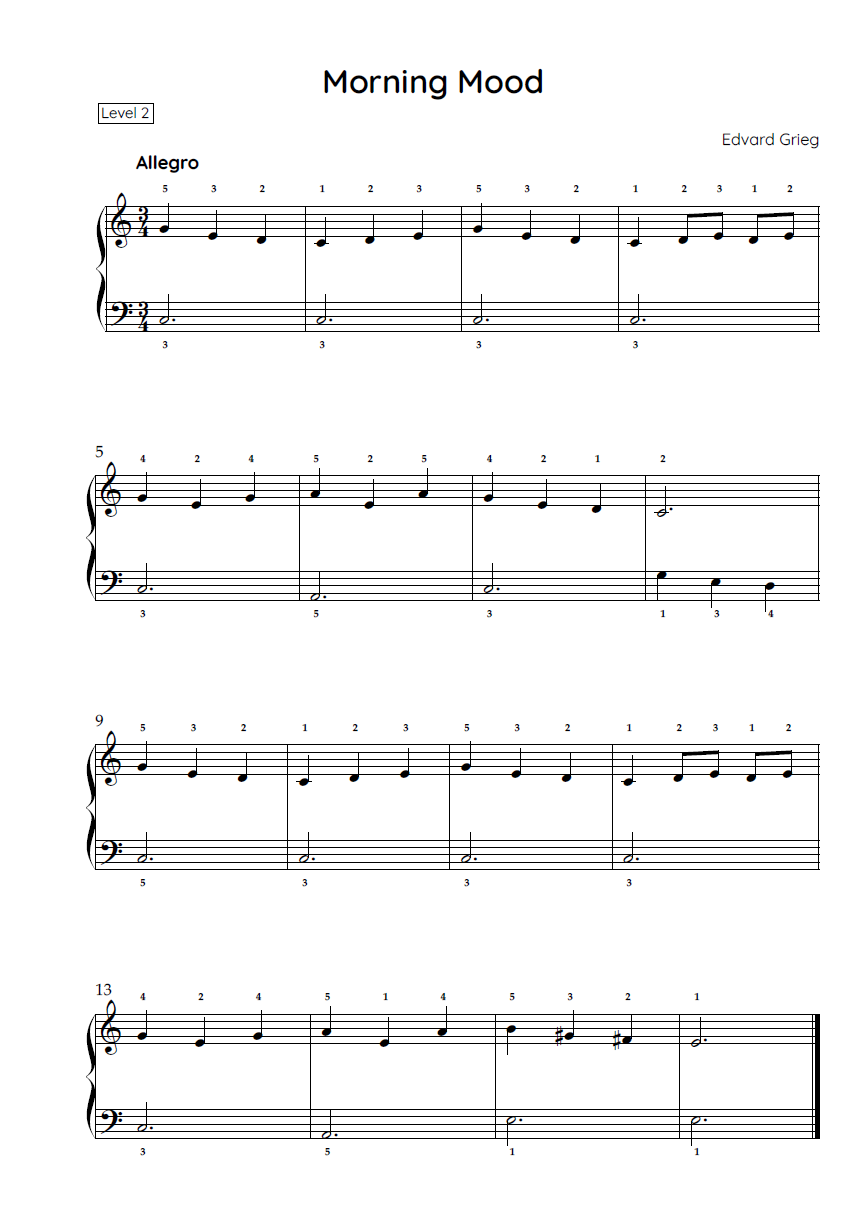 Morning Mood
Level 2
Edvard Grieg
Allegro
5 3 2 1 2 3 5 3 2 1 2 3 1 2
3 4
3 4
3 3 3 3
5
4 2 4 5 2 5 4 2 1 2
3 5 3 1 3 4
9
5 3 2 1 2 3 5 3 2 1 2 3 1 2
5 3 3 3
13
4 2 4 5 1 4 5 3 2 1
3 5 1 1